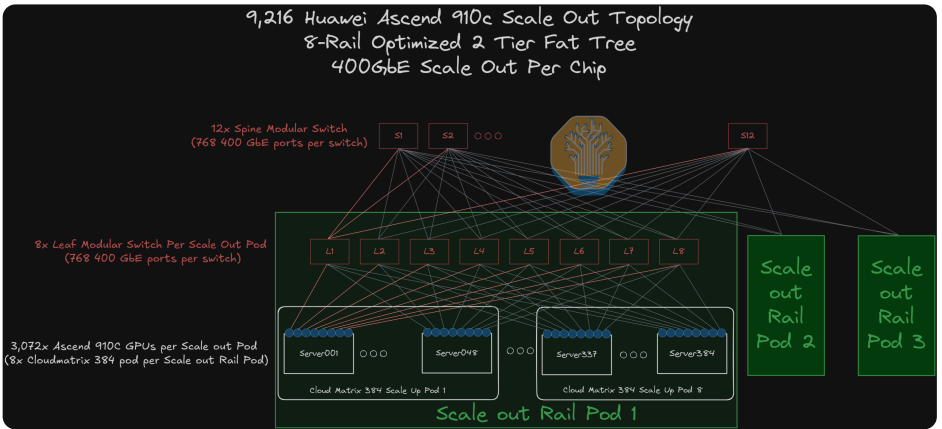 9,216 Huawei Ascend 910c Scale Out Topology
8-Rail Optimized 2 Tier Fat Tree
400GbE Scale Out Per Chip
12x Spine Modular Switch
(768 400 GbE ports per switch)
S1
S2
S12
8x Leaf Modular Switch Per Scale Out Pod
(768 400 GbE ports per switch)
L1
L2
L3
L4
L5
L6
L7
L8
Scale
out
Rail
Pod 2
Scale
out
Rail
Pod 3
3,072x Ascend 910C GPUs per Scale out Pod
(8x Cloudmatrix 384 pod per Scale out Rail Pod)
Server001
Server048
Server337
Server384
Cloud Matrix 384 Scale Up Pod 1
Cloud Matrix 384 Scale Up Pod 8
Scale out Rail Pod 1